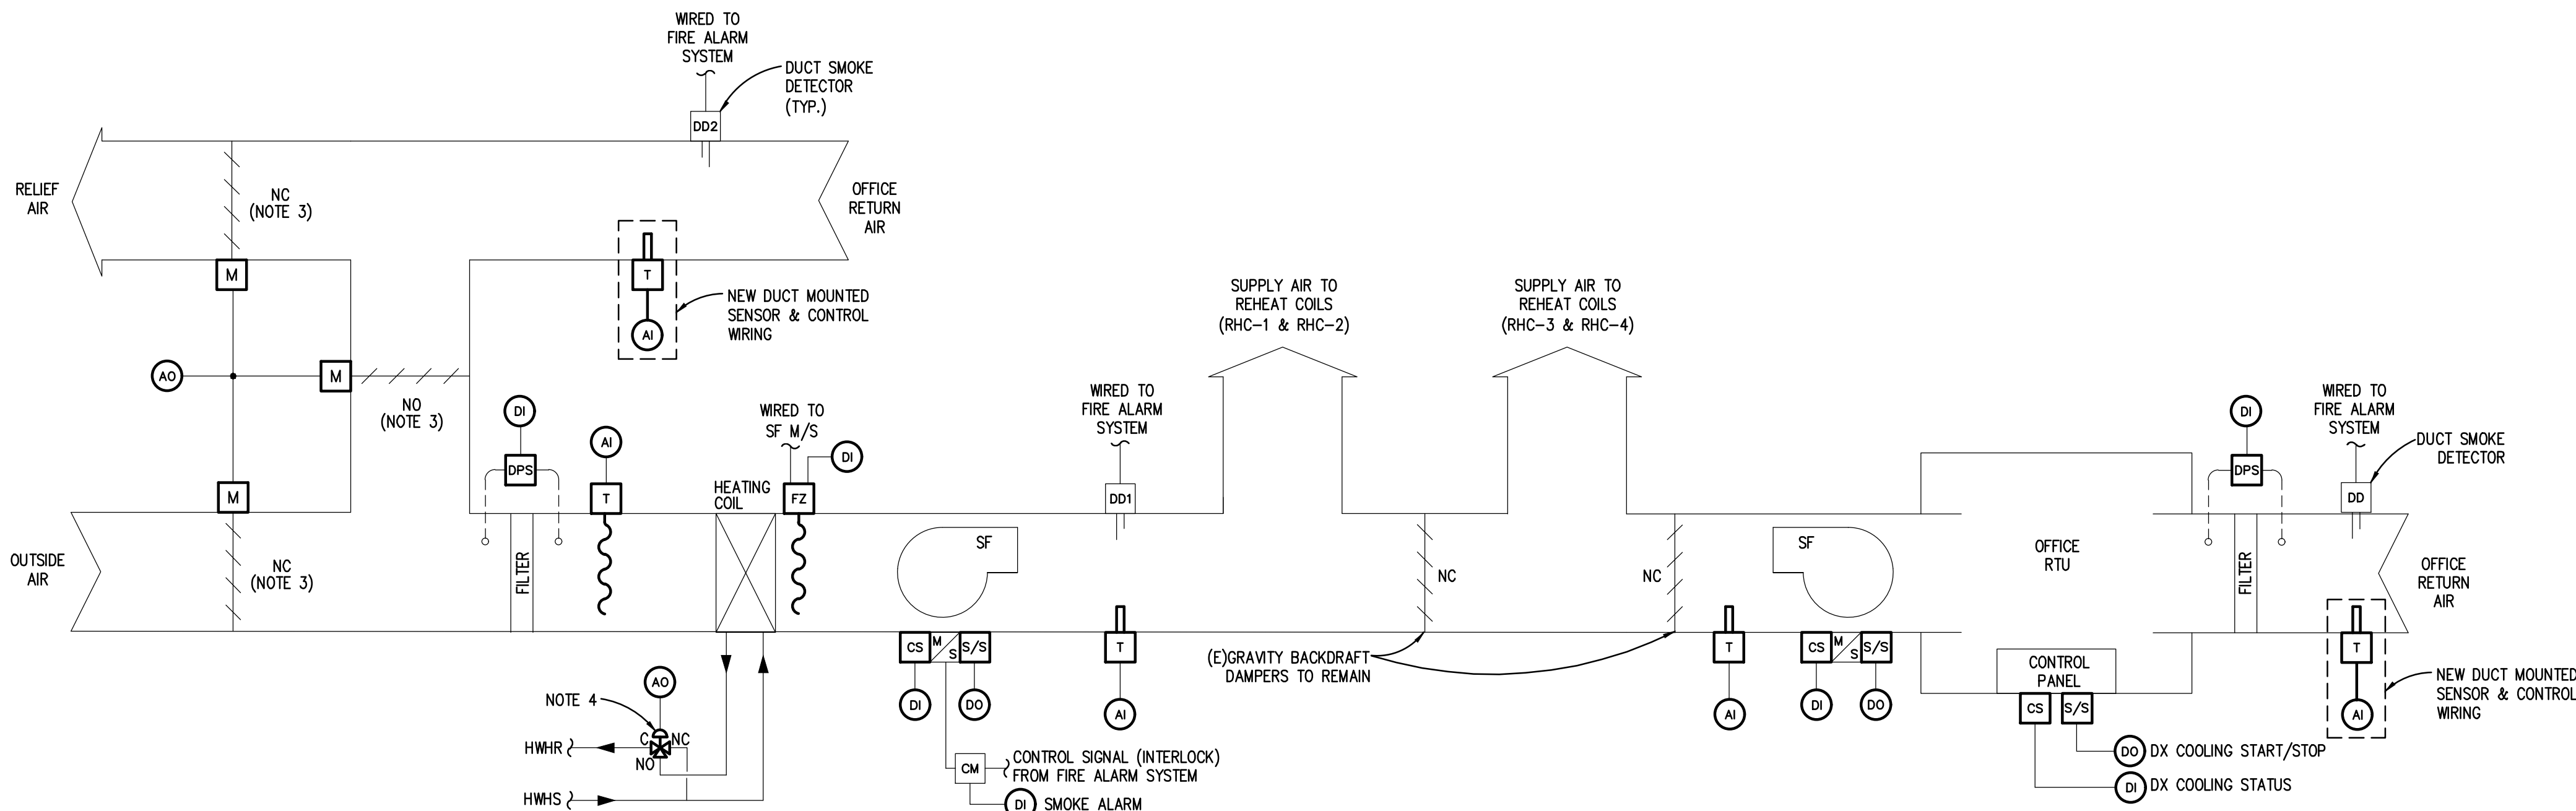 WIRED TO
FIRE ALARM
SYSTEM
DUCT SMOKE
DETECTOR
(TYP.)
DD2
RELIEF
AIR
NC
(NOTE 3)
OFFICE
RETURN
AIR
M
T
AI
NEW DUCT MOUNTED
SENSOR & CONTROL
WIRING
AO
M
NO
(NOTE 3)
M
OUTSIDE
AIR
NC
(NOTE 3)
DI
DPS
FILTER
AI
T
HEATING
COIL
WIRED TO
SF M/S
DI
FZ
SF
CS
M
S
S/S
DI
DO
WIRED TO
FIRE ALARM
SYSTEM
DD1
T
AI
NOTE 4
AO
C
NC
NO
HWHR
HWHS
CM
CONTROL SIGNAL (INTERLOCK)
FROM FIRE ALARM SYSTEM
DI
SMOKE ALARM
SUPPLY AIR TO
REHEAT COILS
(RHC-1 & RHC-2)
SUPPLY AIR TO
REHEAT COILS
(RHC-3 & RHC-4)
NC
NC
(E)GRAVITY BACKDRAFT
DAMPERS TO REMAIN
T
AI
SF
CS
M
S
S/S
DI
DO
OFFICE
RTU
CONTROL
PANEL
CS
S/S
DO
DX COOLING START/STOP
DI
DX COOLING STATUS
DI
DPS
FILTER
WIRED TO
FIRE ALARM
SYSTEM
DD
DUCT SMOKE
DETECTOR
OFFICE
RETURN
AIR
T
AI
NEW DUCT MOUNTED
SENSOR & CONTROL
WIRING